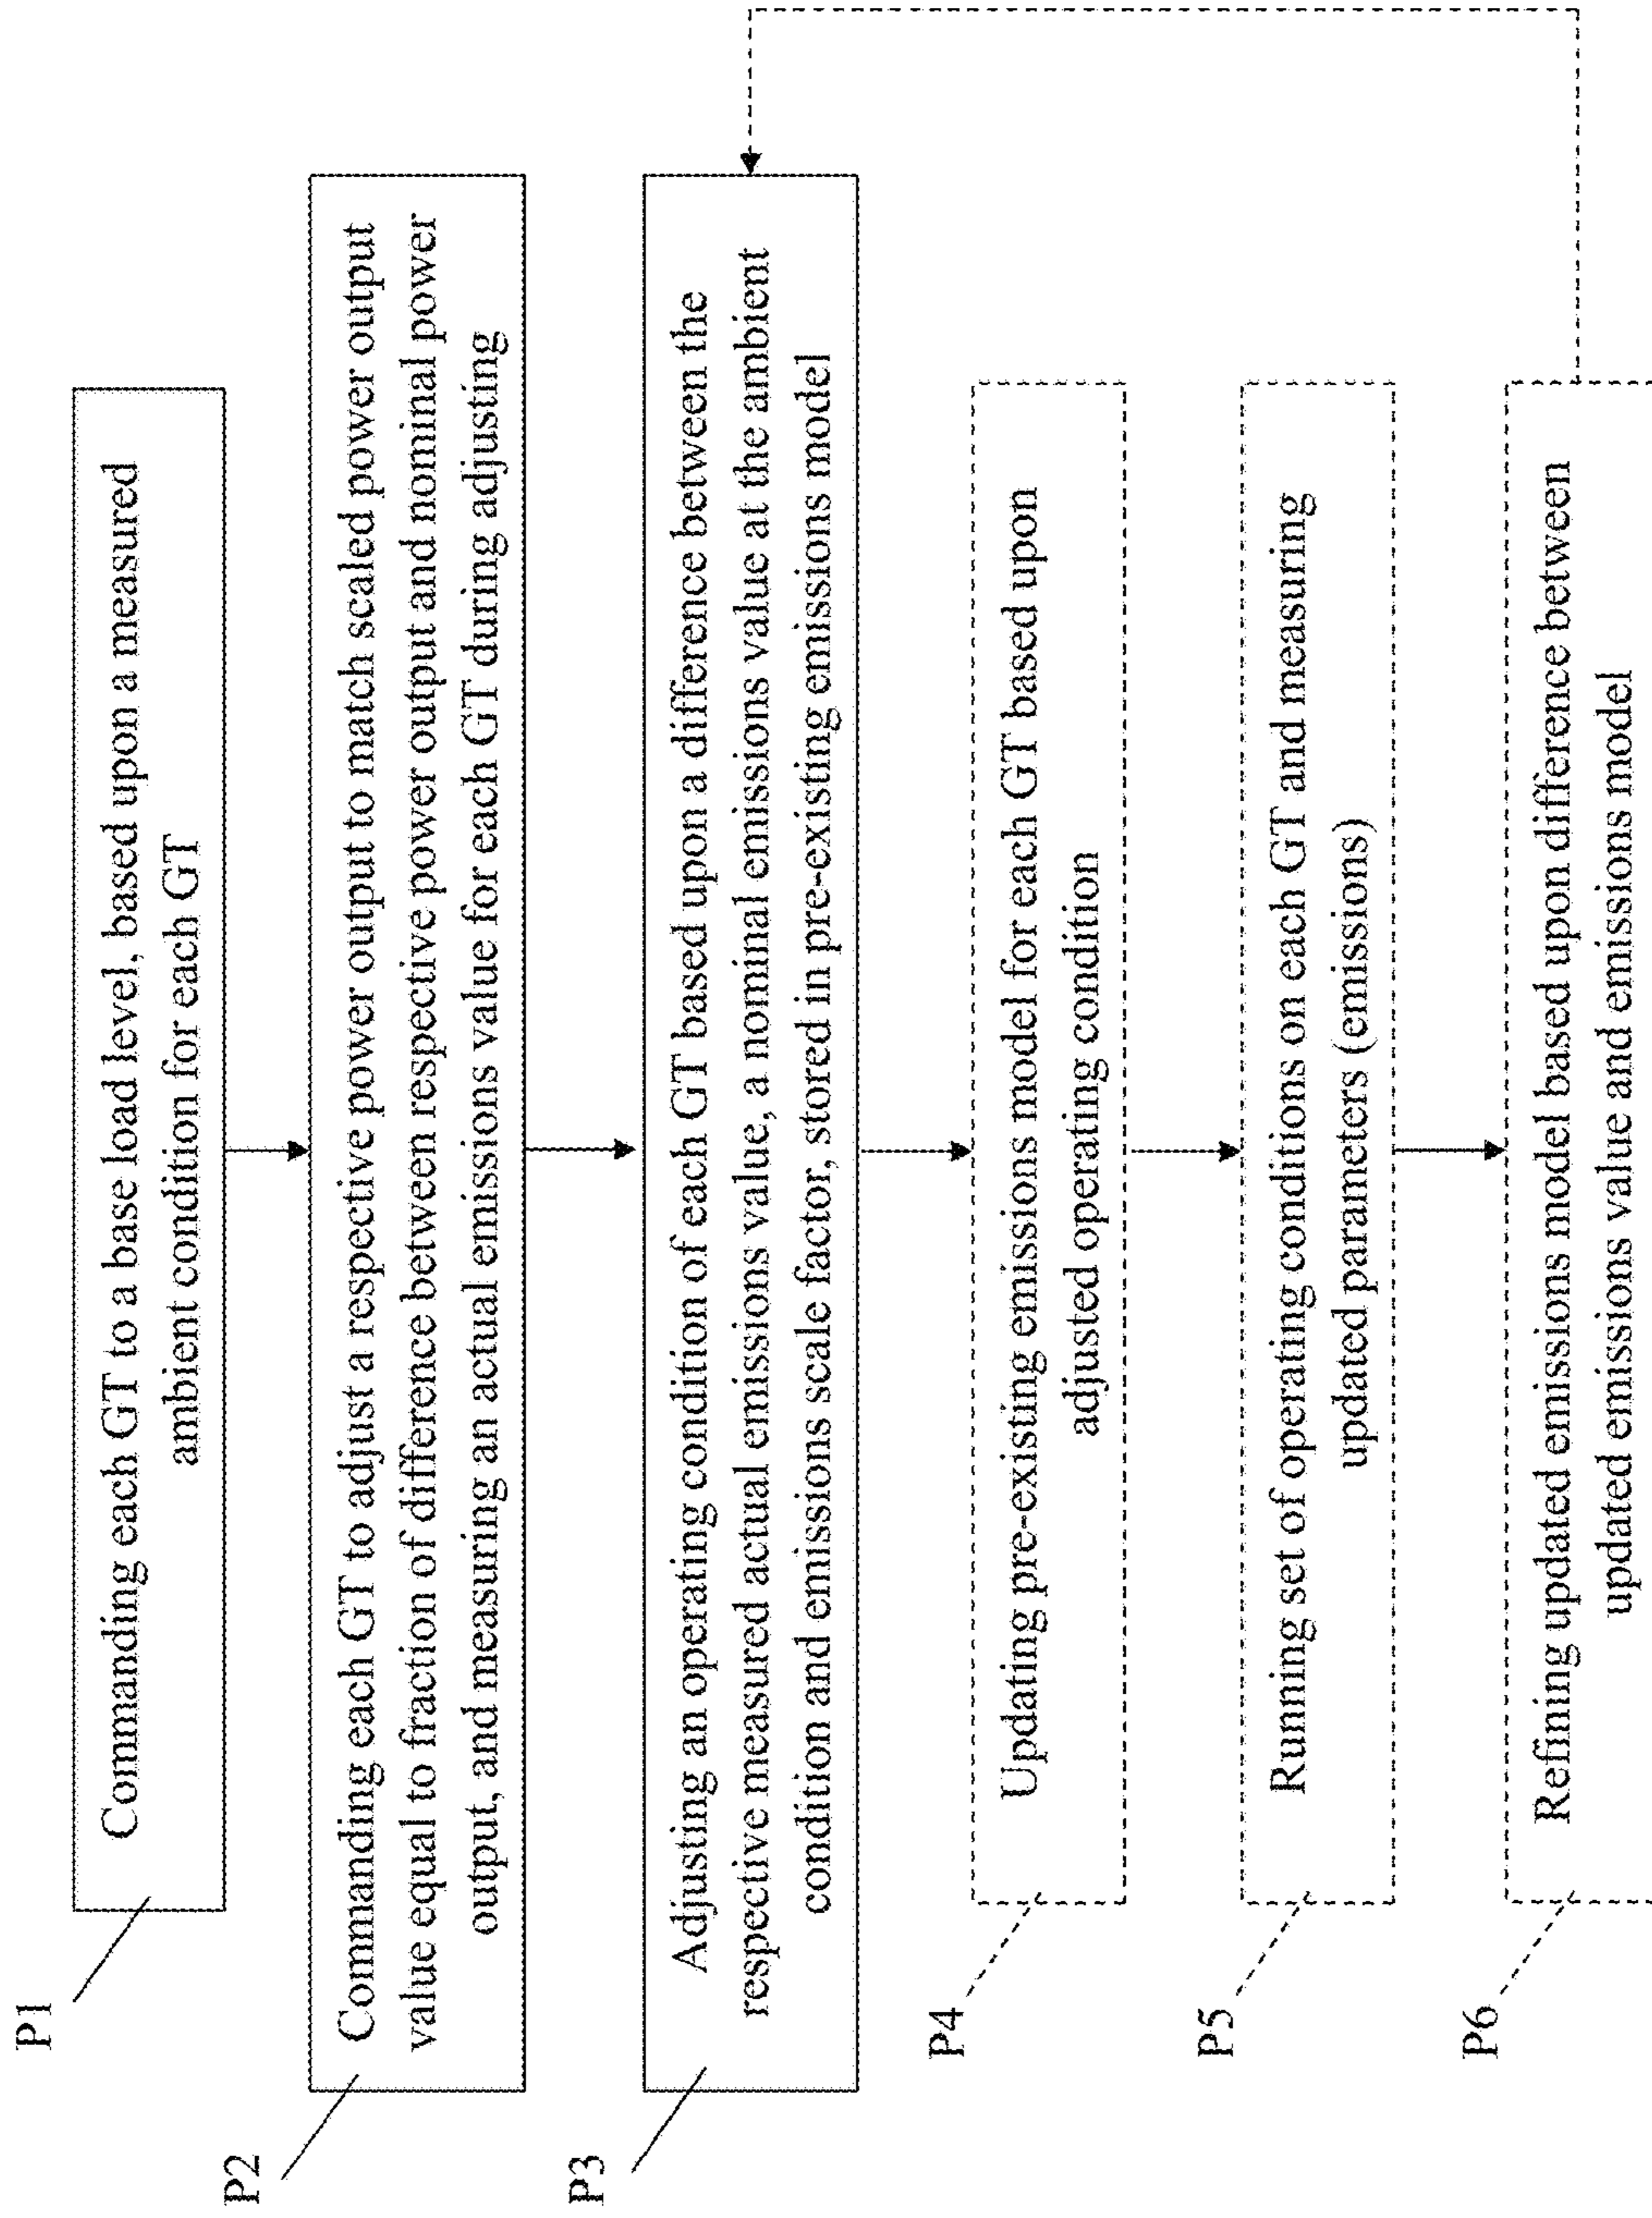 P1
Commanding each GT to a base load level, based upon a measured
ambient condition for each GT
P2
Commanding each GT to adjust a respective power output to match scaled power output
value equal to fraction of difference between respective power output and nominal power
output, and measuring an actual emissions value for each GT during adjusting
P3
Adjusting an operating condition of each GT based upon a difference between the
respective measured actual emissions value, a nominal emissions value at the ambient
condition and emissions scale factor, stored in pre-existing emissions model
P4
Updating pre-existing emissions model for each GT based upon
adjusted operating condition
P5
Running set of operating conditions on each GT and measuring
updated parameters (emissions)
P6
Refining updated emissions model based upon difference between
updated emissions value and emissions model